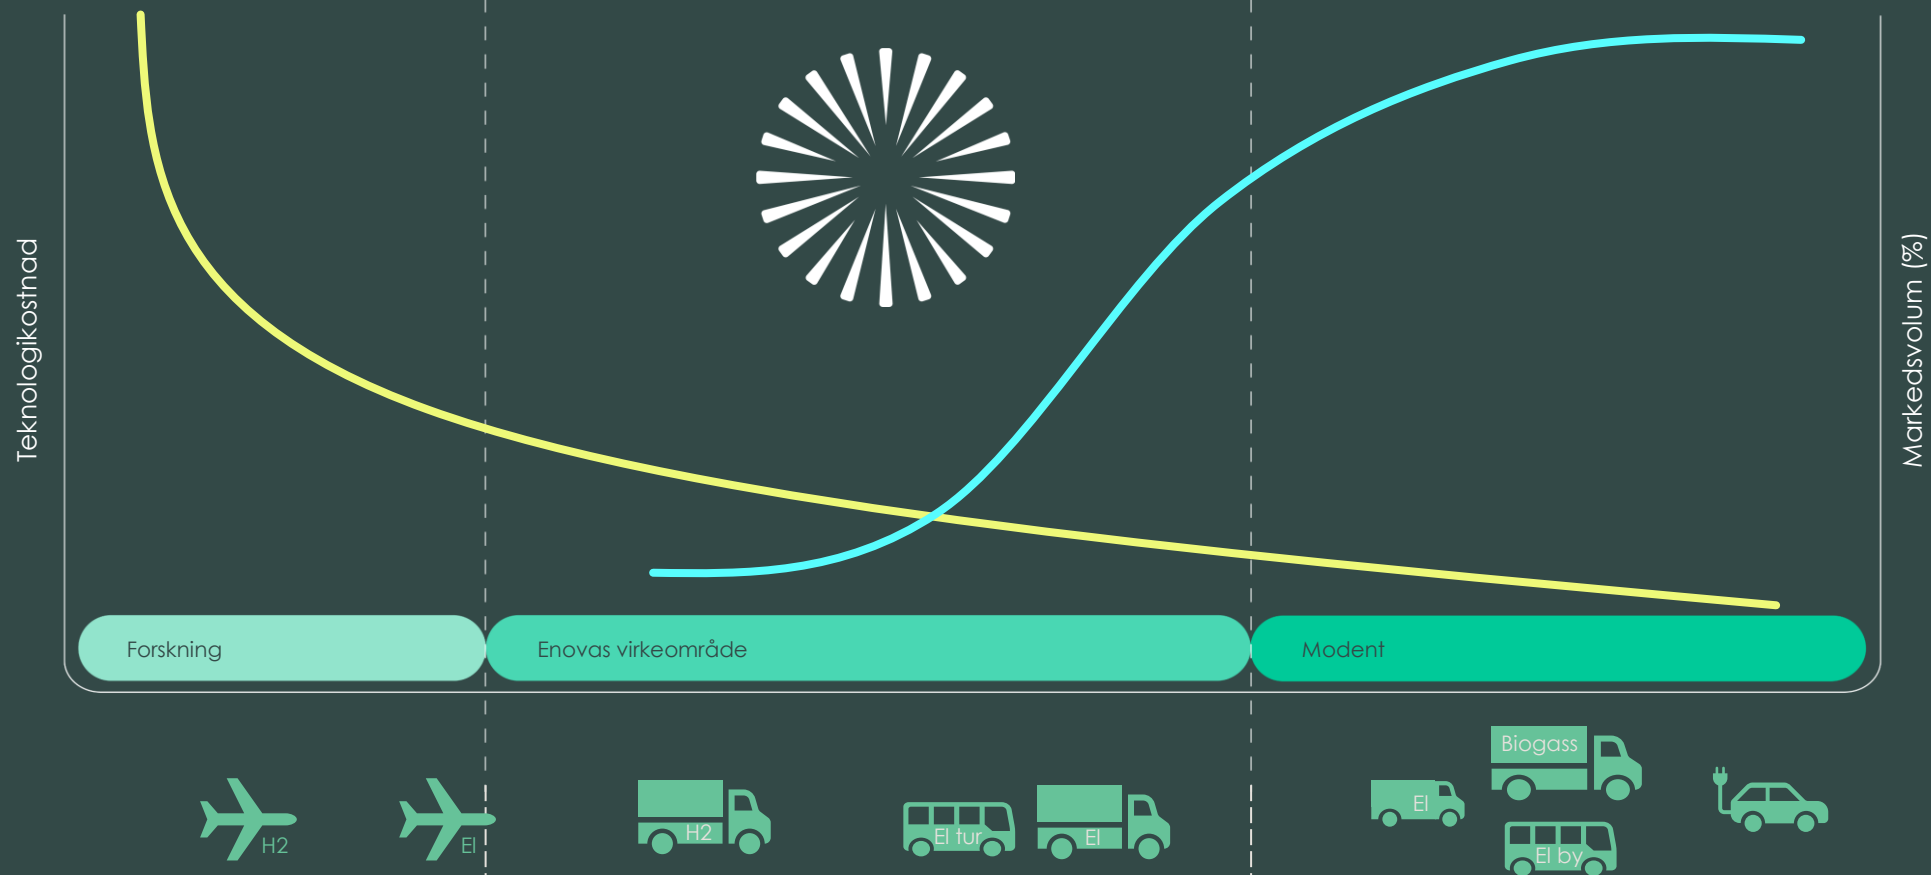 Teknologikostnad
Markedsvolum (%)
Forskning
Enovas virkeområde
Modent
H2
El
H2
El tur
El
El
Biogass
El by